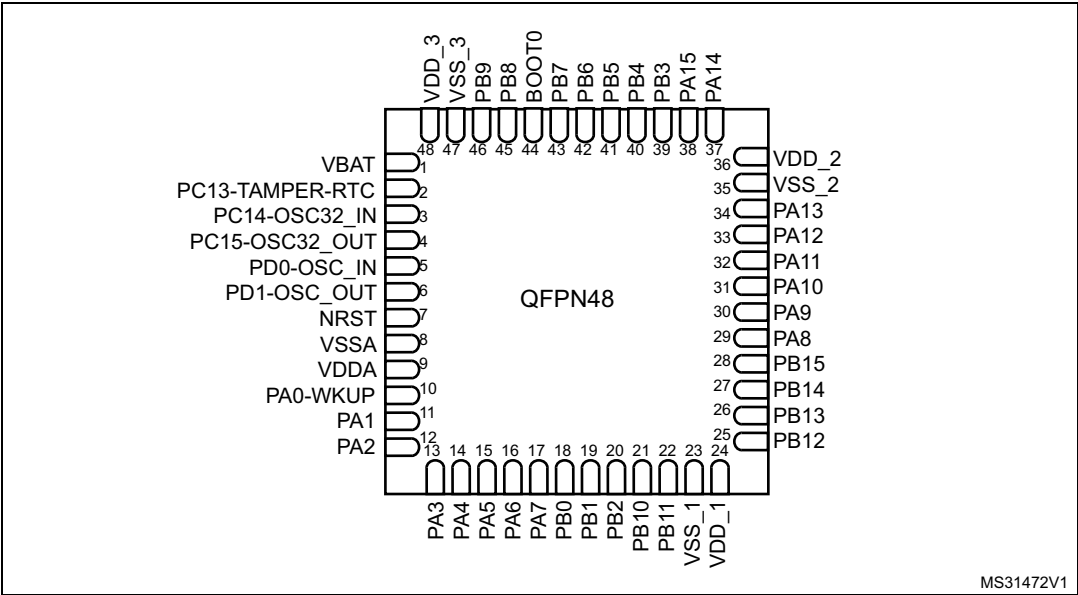 VDD_3
VSS_3
PB9
PB8
BOOT0
PB7
PB6
PB5
PB4
PB3
PA15
PA14
48 47 46 45 44 43 42 41 40 39 38 37
VBAT 1
PC13-TAMPER-RTC 2
PC14-OSC32_IN 3
PC15-OSC32_OUT 4
PD0-OSC_IN 5
PD1-OSC_OUT 6
NRST 7
VSSA 8
VDDA 9
PA0-WKUP 10
PA1 11
PA2 12
QFPN48
36 VDD_2
35 VSS_2
34 PA13
33 PA12
32 PA11
31 PA10
30 PA9
29 PA8
28 PB15
27 PB14
26 PB13
25 PB12
13 14 15 16 17 18 19 20 21 22 23 24
PA3
PA4
PA5
PA6
PA7
PB0
PB1
PB2
PB10
PB11
VSS_1
VDD_1
MS31472V1